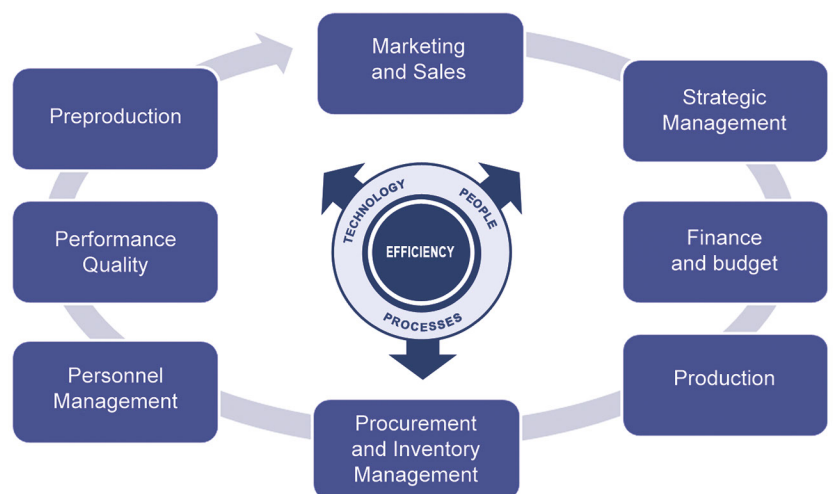 Marketing
and Sales
Strategic
Management
Finance
and budget
Production
Procurement
and Inventory
Management
Personnel
Management
Performance
Quality
Preproduction
TECHNOLOGY
PEOPLE
PROCESSES
EFFICIENCY